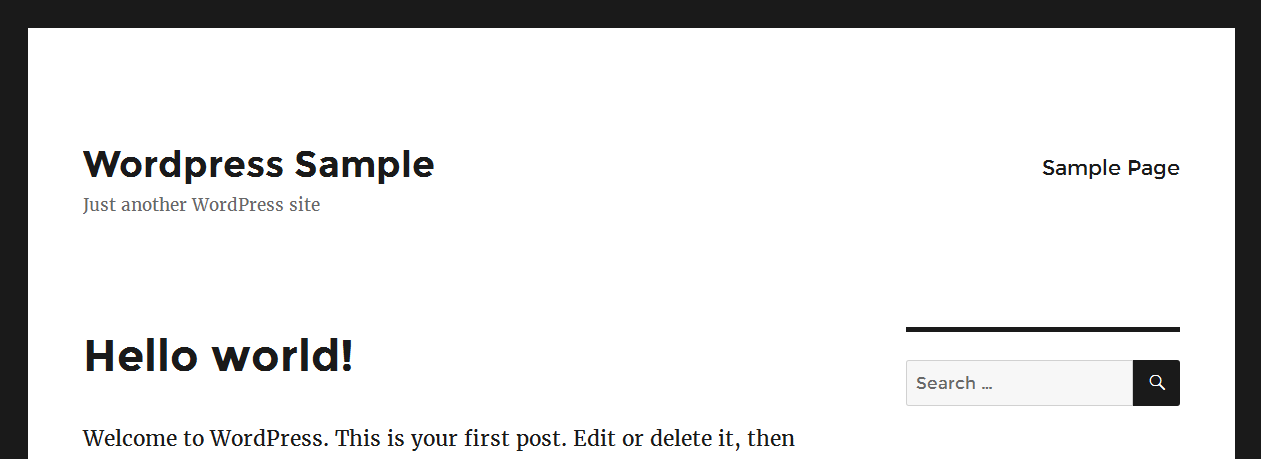 Wordpress Sample
Sample Page
Just another WordPress site
Hello world!
Search ...
Welcome to WordPress. This is your first post. Edit or delete it, then